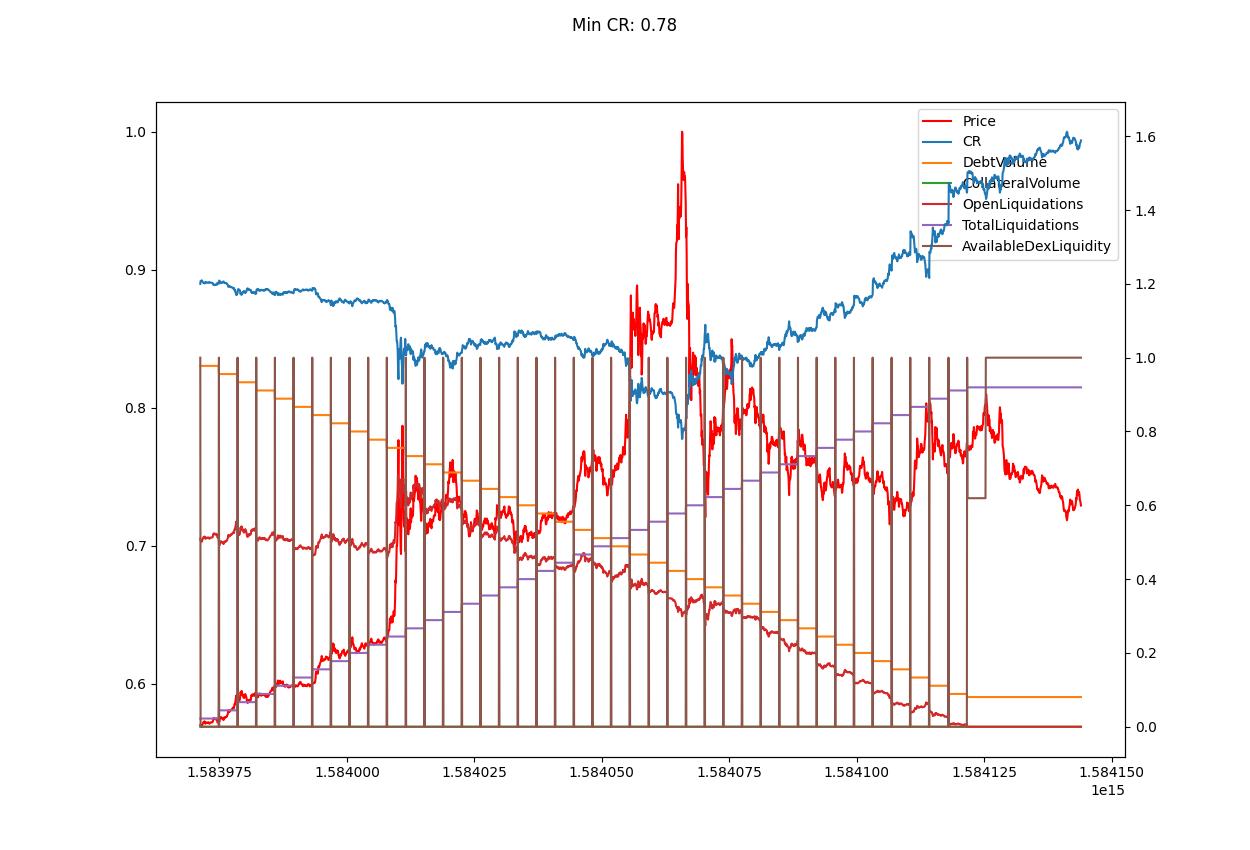 Min CR: 0.78
1.0
0.9
0.8
0.7
0.6
Price
CR
DebtVolume
CollateralVolume
OpenLiquidations
TotalLiquidations
AvailableDexLiquidity
1.6
1.4
1.2
1.0
0.8
0.6
0.4
0.2
0.0
1.583975 1.584000 1.584025 1.584050 1.584075 1.584100 1.584125 1.584150
1e15